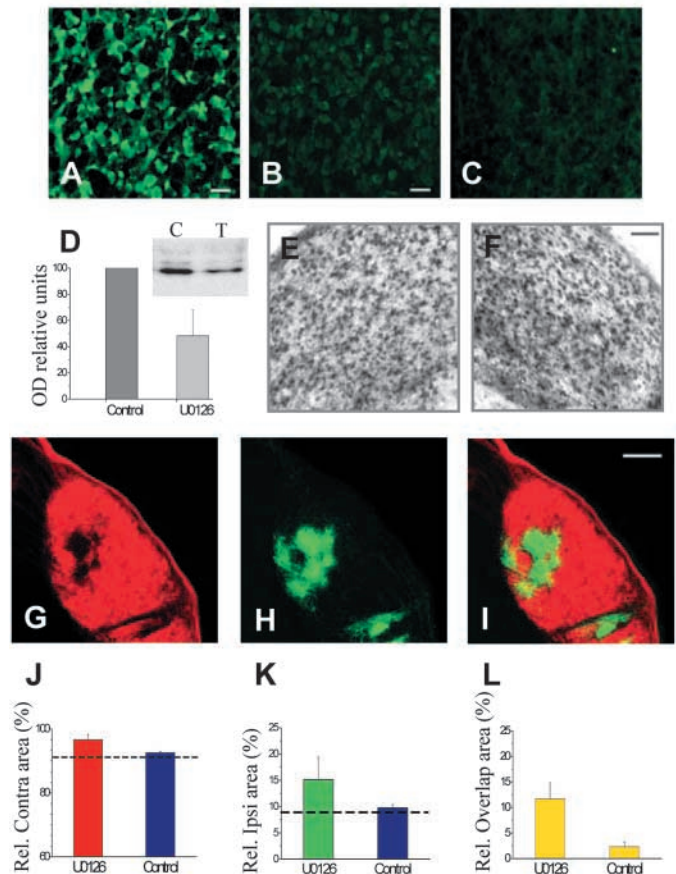 A
B
C
D
C T
OD relative units
100
80
60
40
20
0
Control
U0126
E
F
G
H
I
J
Rel. Contra area (%)
100
80
60
U0126
Control
K
Rel. Ipsi area (%)
25
20
15
10
5
0
U0126
Control
L
Rel. Overlap area (%)
25
20
15
10
5
0
U0126
Control